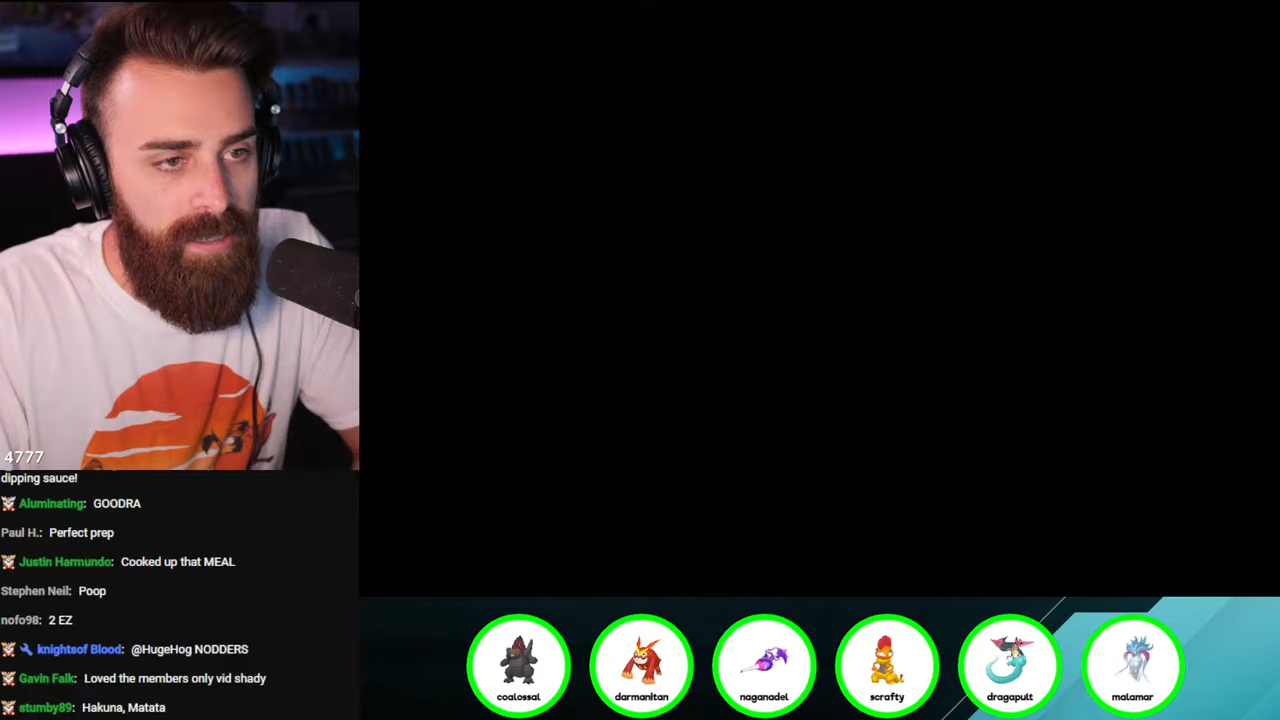 4777
dipping sauce!
Aluminating: GOODRA
Paul H.: Perfect prep
Justin Harmundo: Cooked up that MEAL
Stephen Neil: Poop
nofo98: 2 EZ
knightsof Blood: @HugeHog NODDERS
Gavin Falk: Loved the members only vid shady
stumby89: Hakuna, Matata
coalossal darmanitan naganadel scrafty dragapult malamar